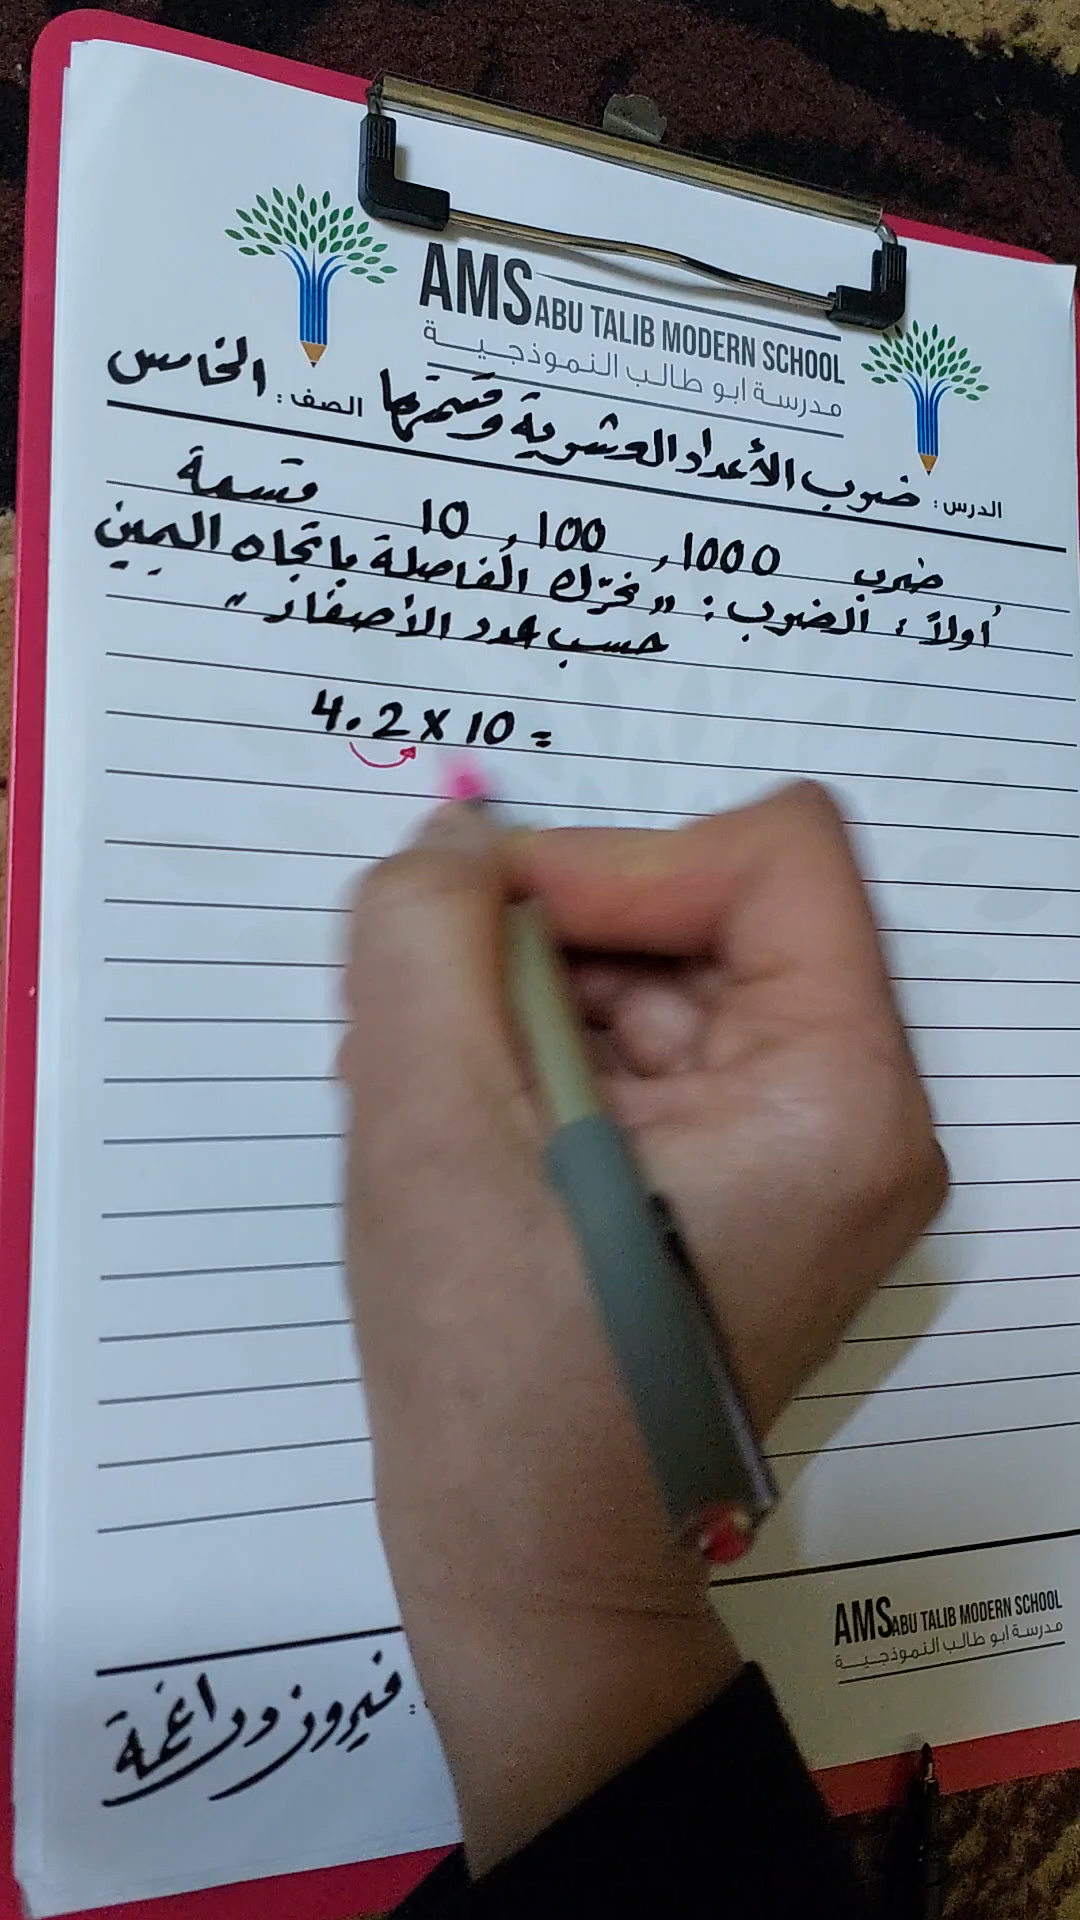 AMS ABU TALIB MODERN SCHOOL
مدرسة ابو طالب النموذجية
الدرس: ضرب الأعداد العشرية وقسمتها الصف: الخامس
ضرب 1000, 100, 10 قسمة
أولاً: الضرب: "نحرّك الفاصلة باتجاه اليمين
حسب عدد الأصفار"
4.2 x 10 =
AMS ABU TALIB MODERN SCHOOL
مدرسة ابو طالب النموذجية
: فيروز دراغمة